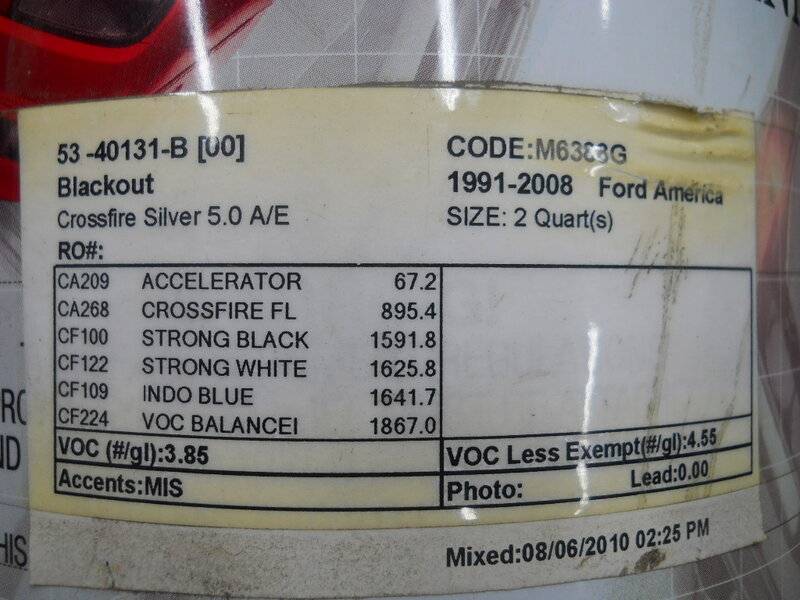 53 -40131-B [00] CODE:M6383G
Blackout 1991-2008 Ford America
Crossfire Silver 5.0 A/E SIZE: 2 Quart(s)
RO#:
CA209 ACCELERATOR 67.2
CA268 CROSSFIRE FL 895.4
CF100 STRONG BLACK 1591.8
CF122 STRONG WHITE 1625.8
CF109 INDO BLUE 1641.7
CF224 VOC BALANCEI 1867.0
VOC (#/gl):3.85 VOC Less Exempt(#/gl):4.55
Accents:MIS Photo: Lead:0.00
Mixed:08/06/2010 02:25 PM